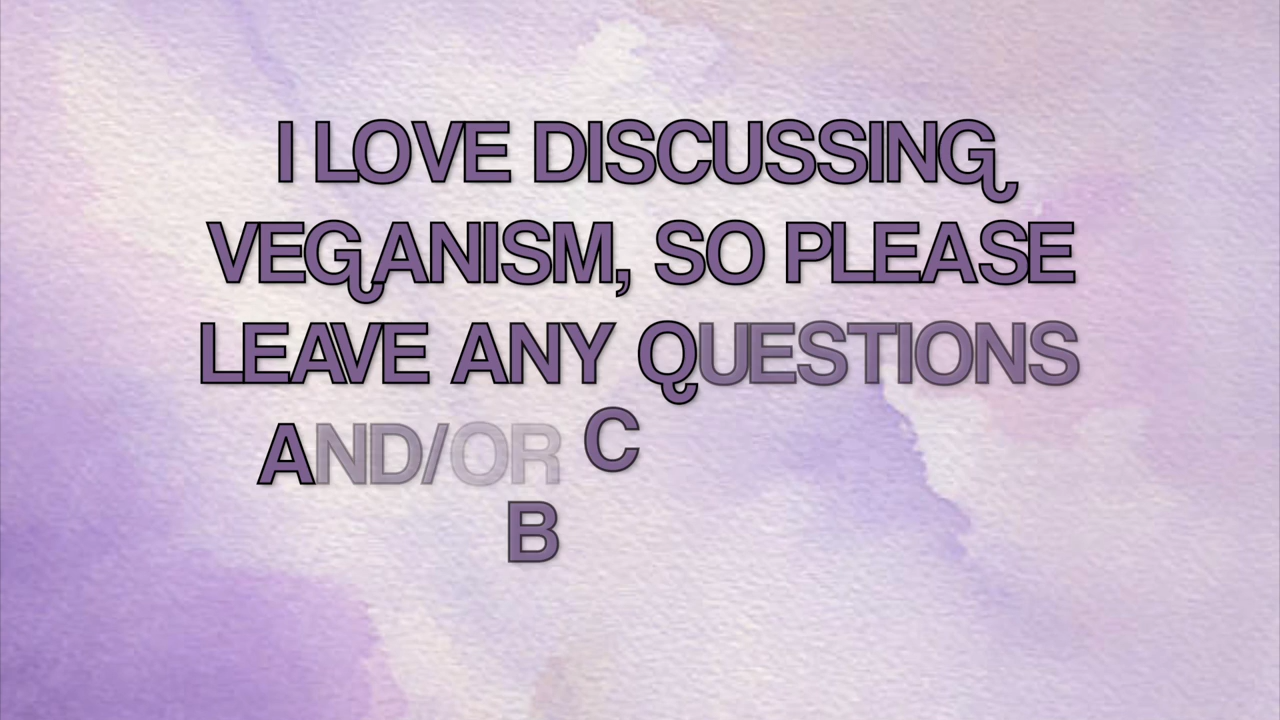 I LOVE DISCUSSING
VEGANISM, SO PLEASE
LEAVE ANY QUESTIONS
AND/OR C
B